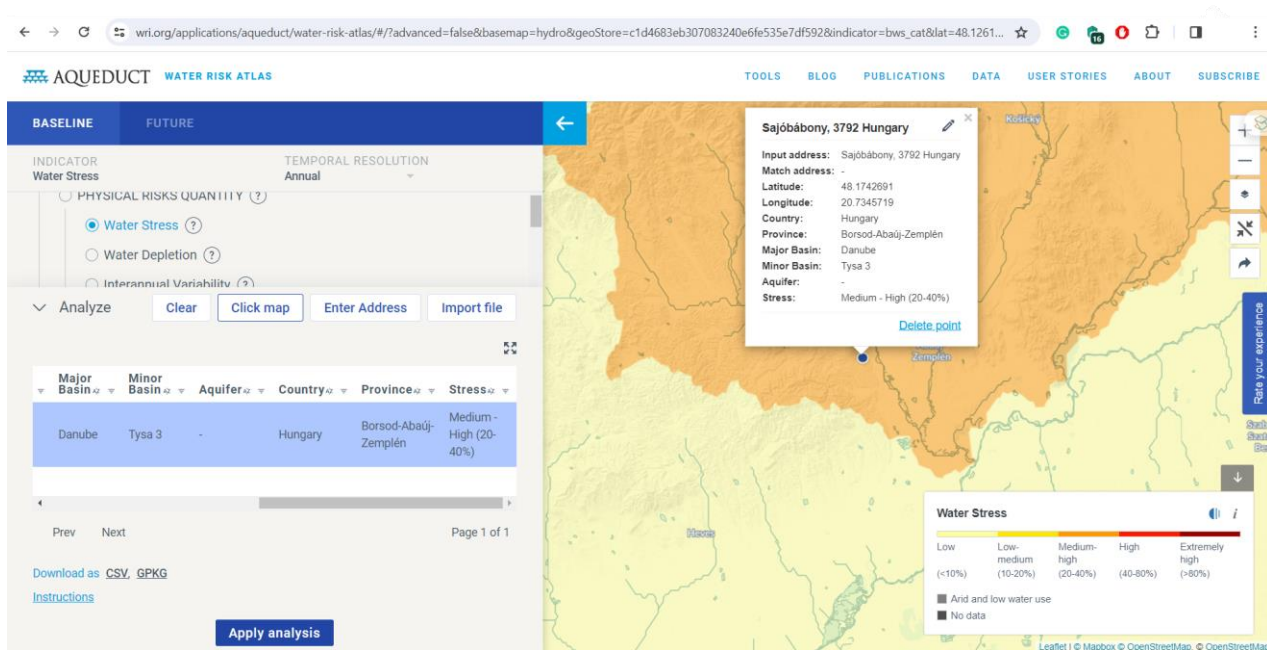 wri.org/applications/aqueduct/water-risk-atlas/#/?advanced=false&basemap=hydro&geoStore=c1d4683eb307083240e6fe535e7df592&indicator=bws_cat&lat=48.1261...
16
AQUEDUCT WATER RISK ATLAS
TOOLS BLOG PUBLICATIONS DATA USER STORIES ABOUT SUBSCRIBE
BASELINE FUTURE
INDICATOR TEMPORAL RESOLUTION
Water Stress Annual
PHYSICAL RISKS QUANTITY ?
Water Stress ?
Water Depletion ?
Interannual Variability ?
Analyze Clear Click map Enter Address Import file
Major Basin Minor Basin Aquifer Country Province Stress
Danube Tysa 3 - Hungary Borsod-Abaúj-Zemplén Medium - High (20-40%)
Prev Next Page 1 of 1
Download as CSV, GPKG
Instructions
Apply analysis
Sajóbábony, 3792 Hungary
Input address: Sajóbábony, 3792 Hungary
Match address: -
Latitude: 48.1742691
Longitude: 20.7345719
Country: Hungary
Province: Borsod-Abaúj-Zemplén
Major Basin: Danube
Minor Basin: Tysa 3
Aquifer: -
Stress: Medium - High (20-40%)
Delete point
Košický
Zemplén
Heves
Rate your experience
Water Stress
Low Low-medium Medium-high High Extremely high
(<10%) (10-20%) (20-40%) (40-80%) (>80%)
Arid and low water use
No data
Leaflet | © Mapbox © OpenStreetMap, © OpenStreetMap